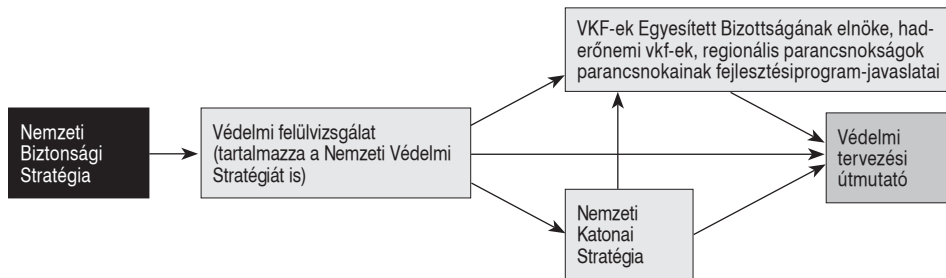 VKF-ek Egyesített Bizottságának elnöke, had-
erőnemi vkf-ek, regionális parancsnokságok
parancsnokainak fejlesztésiprogram-javaslatai
Nemzeti
Biztonsági
Stratégia
Védelmi felülvizsgálat
(tartalmazza a Nemzeti Védelmi
Stratégiát is)
Védelmi
tervezési
útmutató
Nemzeti
Katonai
Stratégia